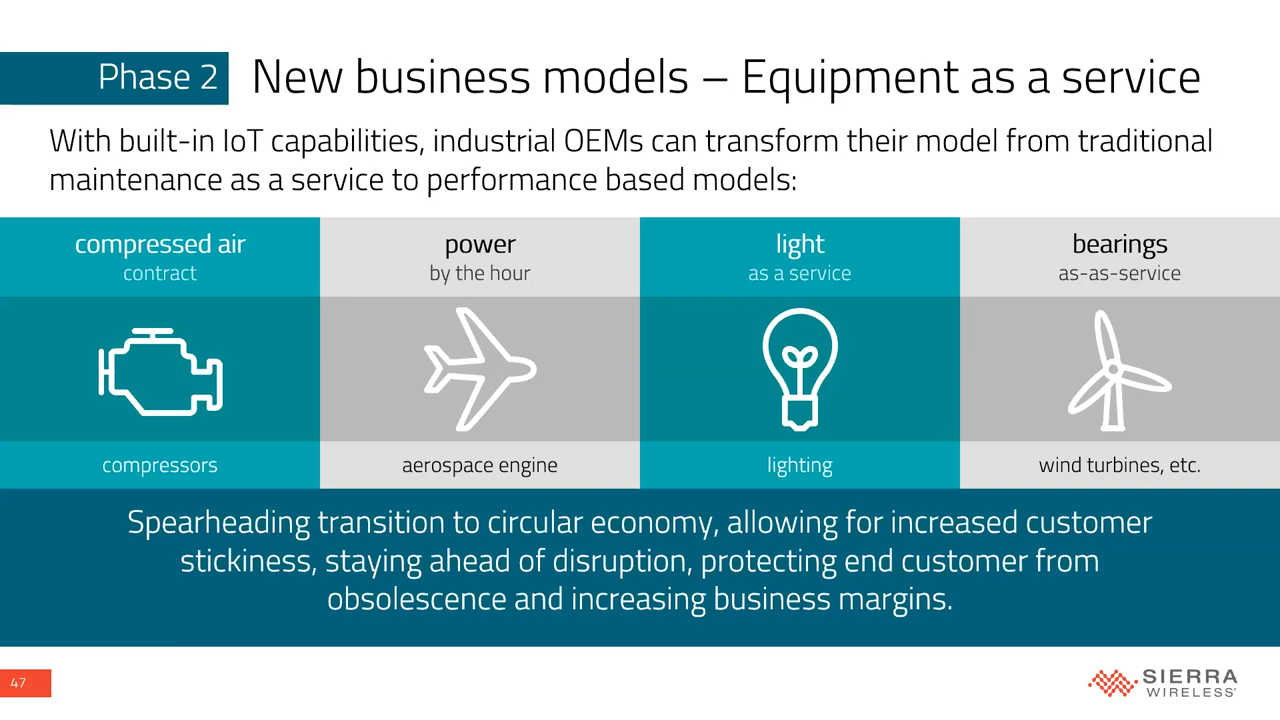 Phase 2
New business models – Equipment as a service
With built-in IoT capabilities, industrial OEMs can transform their model from traditional
maintenance as a service to performance based models:
compressed air
contract
power
by the hour
light
as a service
bearings
as-as-service
compressors
aerospace engine
lighting
wind turbines, etc.
Spearheading transition to circular economy, allowing for increased customer
stickiness, staying ahead of disruption, protecting end customer from
obsolescence and increasing business margins.
47
SIERRA
WIRELESS